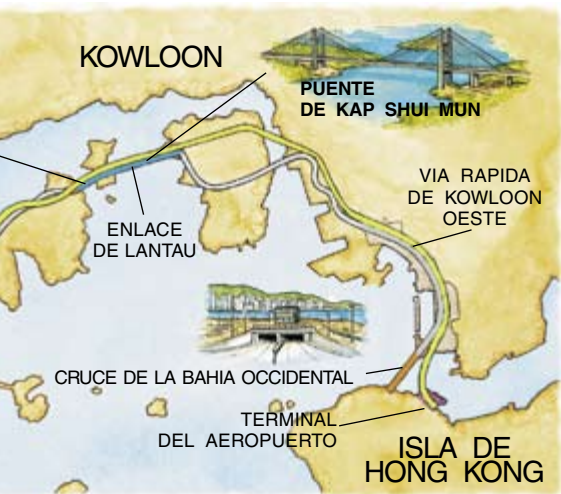 KOWLOON
PUENTE
DE KAP SHUI MUN
VIA RAPIDA
DE KOWLOON
OESTE
ENLACE
DE LANTAU
CRUCE DE LA BAHIA OCCIDENTAL
TERMINAL
DEL AEROPUERTO
ISLA DE
HONG KONG